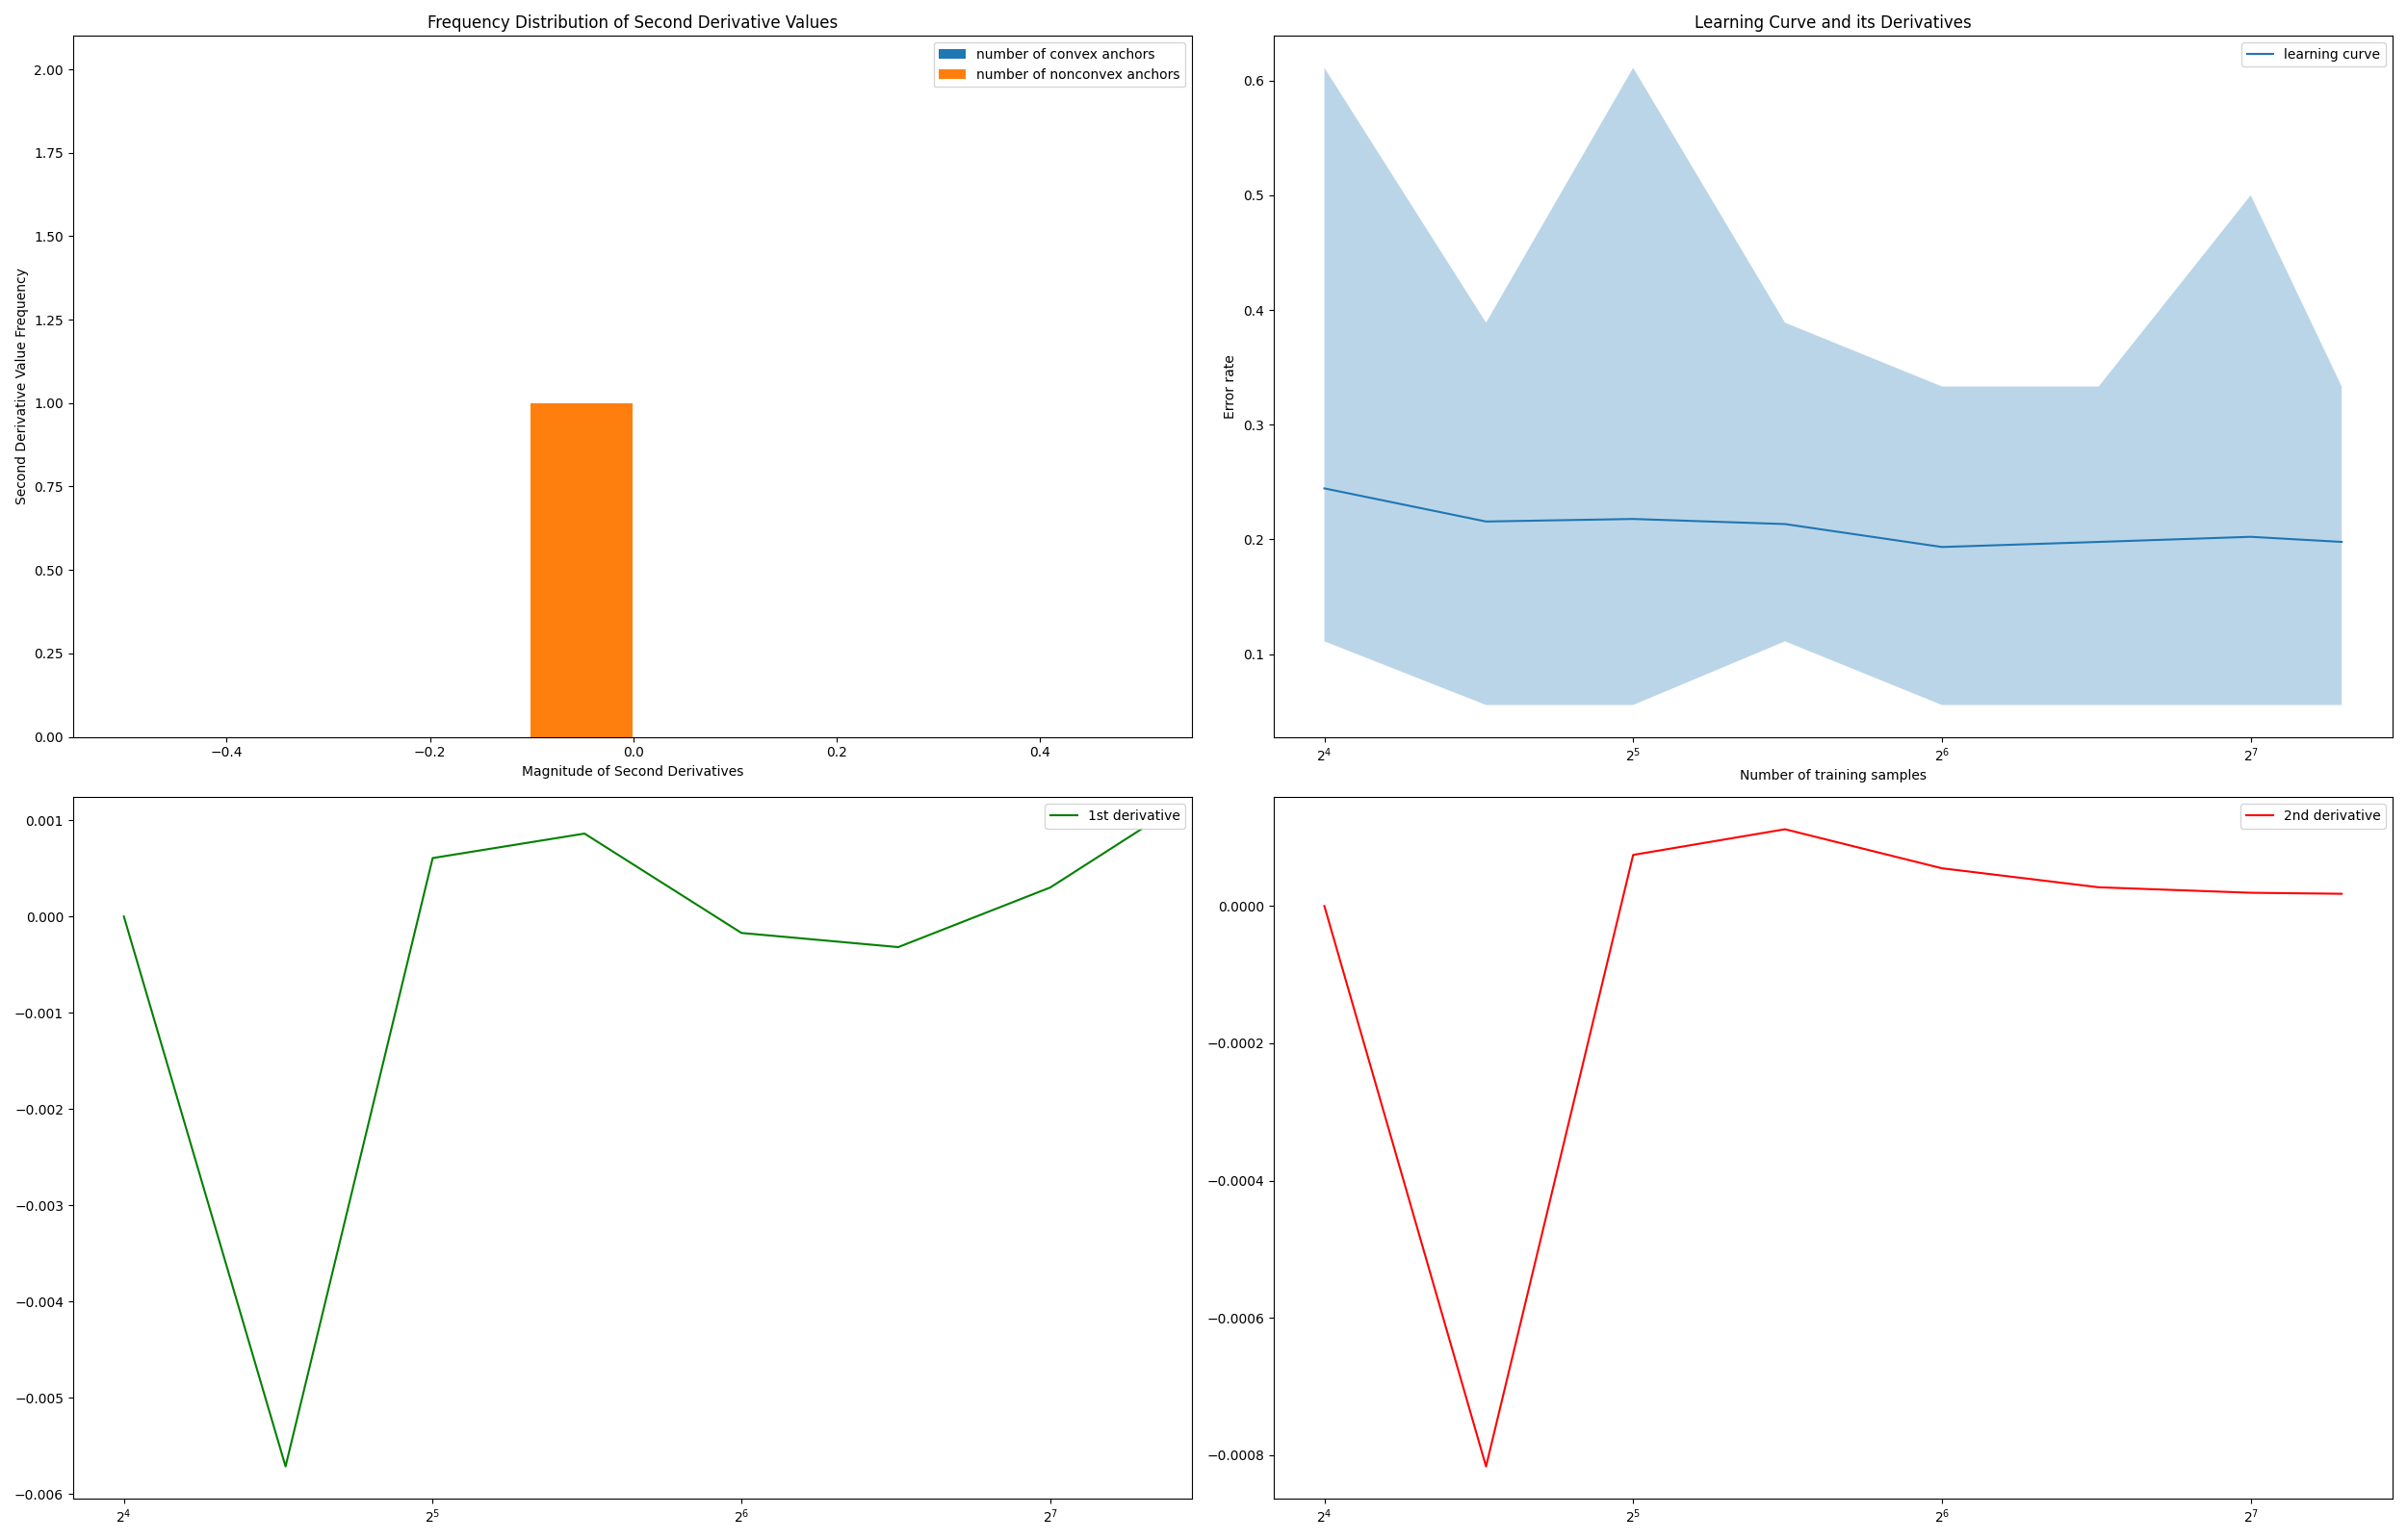 Frequency Distribution of Second Derivative Values
number of convex anchors
number of nonconvex anchors
2.00
1.75
1.50
1.25
1.00
0.75
0.50
0.25
0.00
Second Derivative Value Frequency
−0.4 −0.2 0.0 0.2 0.4
Magnitude of Second Derivatives
Learning Curve and its Derivatives
learning curve
0.6
0.5
0.4
0.3
0.2
0.1
Error rate
2⁴ 2⁵ 2⁶ 2⁷
Number of training samples
1st derivative
0.001
0.000
−0.001
−0.002
−0.003
−0.004
−0.005
−0.006
2⁴ 2⁵ 2⁶ 2⁷
2nd derivative
0.0000
−0.0002
−0.0004
−0.0006
−0.0008
2⁴ 2⁵ 2⁶ 2⁷